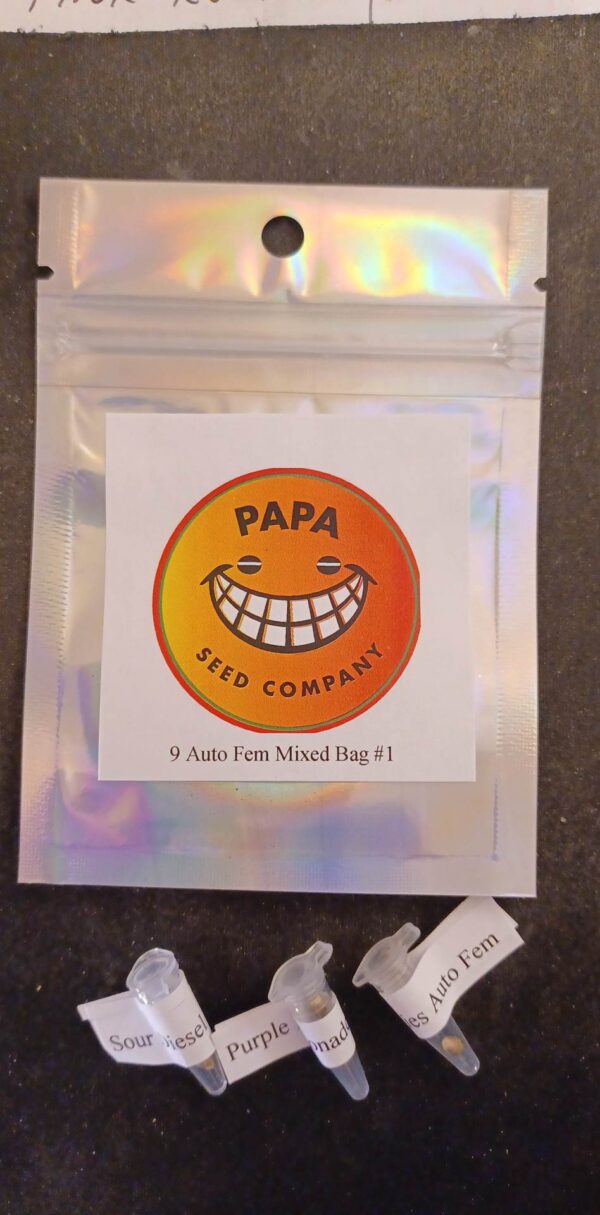 PAPA
SEED COMPANY
9 Auto Fem Mixed Bag #1
Sour Diesel
Purple
Auto Fem